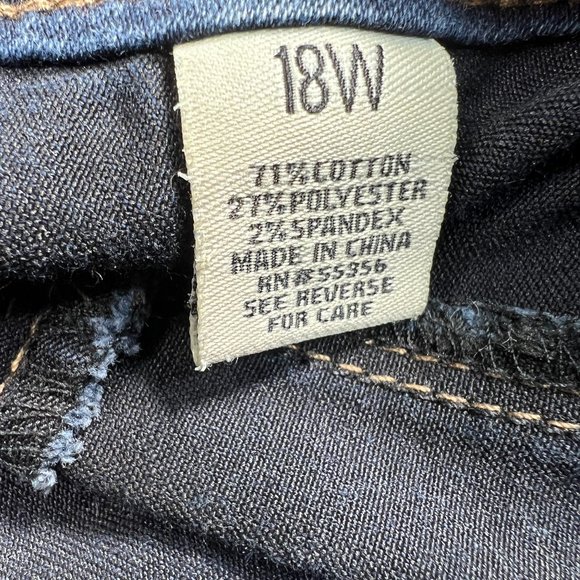 18W
71% COTTON
27% POLYESTER
2% SPANDEX
MADE IN CHINA
RN#55356
SEE REVERSE
FOR CARE